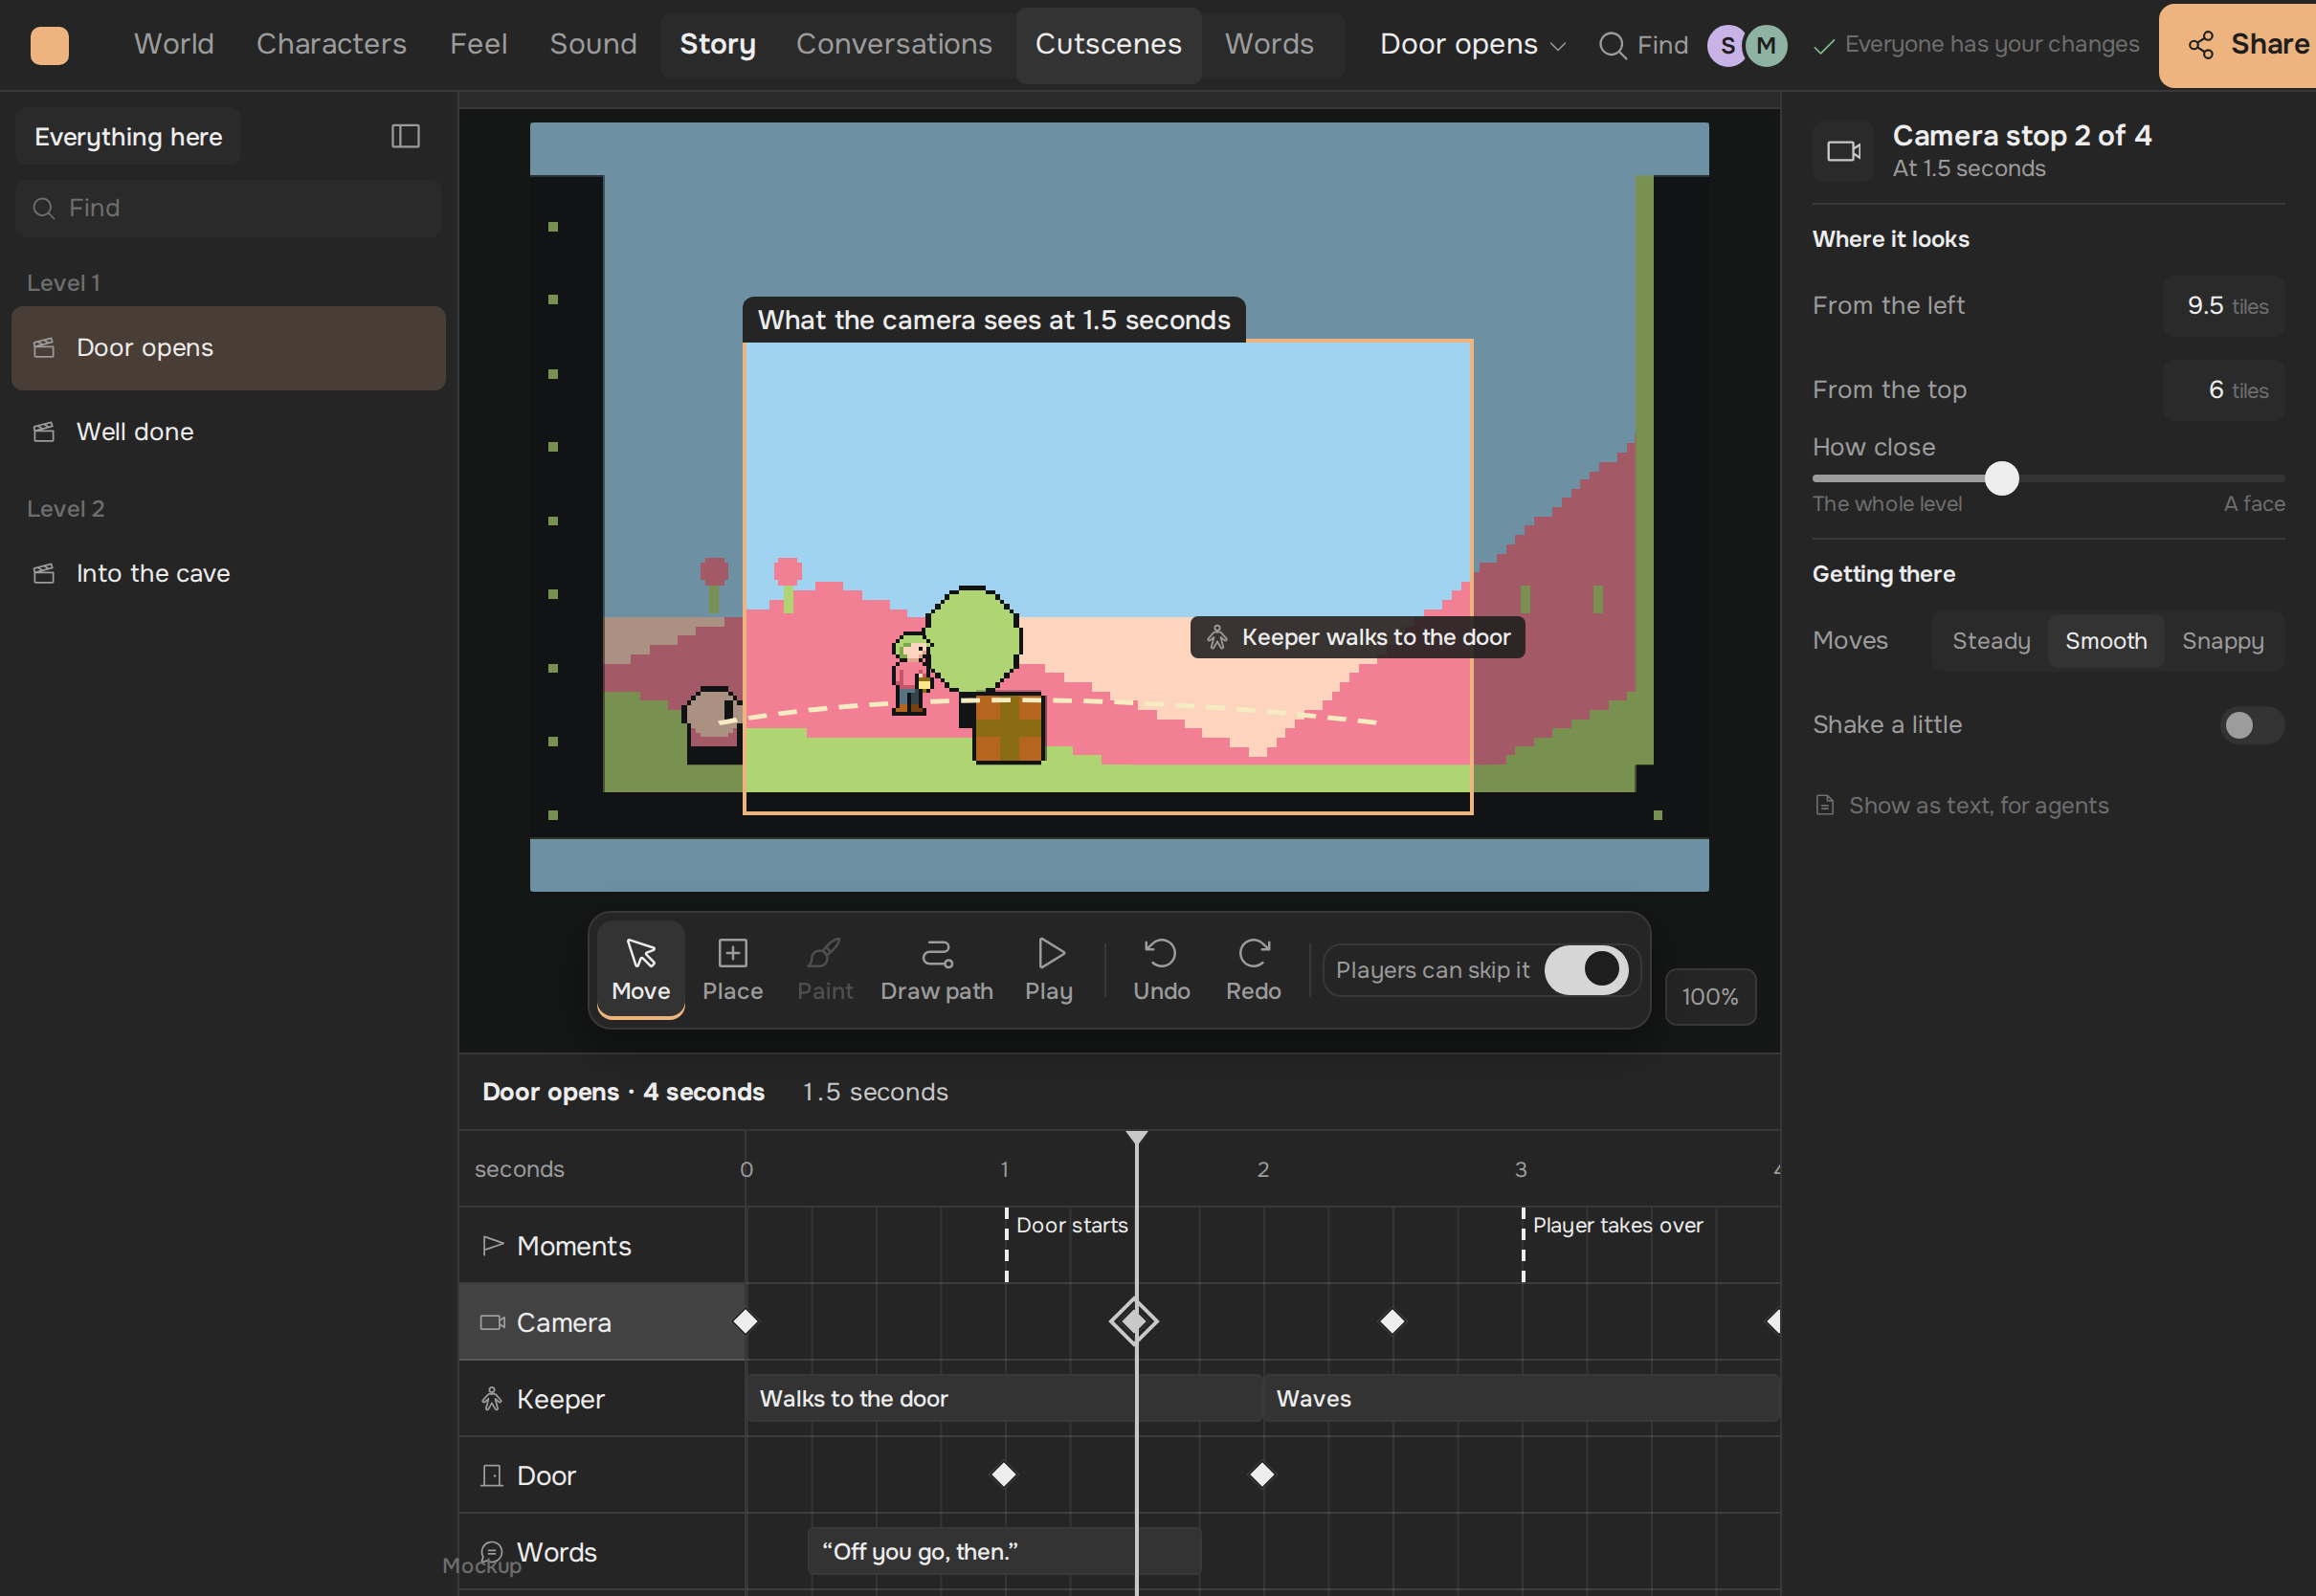 World Characters Feel Sound Story Conversations Cutscenes Words Door opens Find S M Everyone has your changes Share
Everything here
Find
Level 1
Door opens
Well done
Level 2
Into the cave
What the camera sees at 1.5 seconds
Keeper walks to the door
Move Place Paint Draw path Play Undo Redo Players can skip it
100%
Camera stop 2 of 4
At 1.5 seconds
Where it looks
From the left 9.5 tiles
From the top 6 tiles
How close
The whole level A face
Getting there
Moves Steady Smooth Snappy
Shake a little
Show as text, for agents
Door opens · 4 seconds 1.5 seconds
seconds 0 1 2 3 4
Moments Door starts Player takes over
Camera
Keeper Walks to the door Waves
Door
Words “Off you go, then.”
Mockup